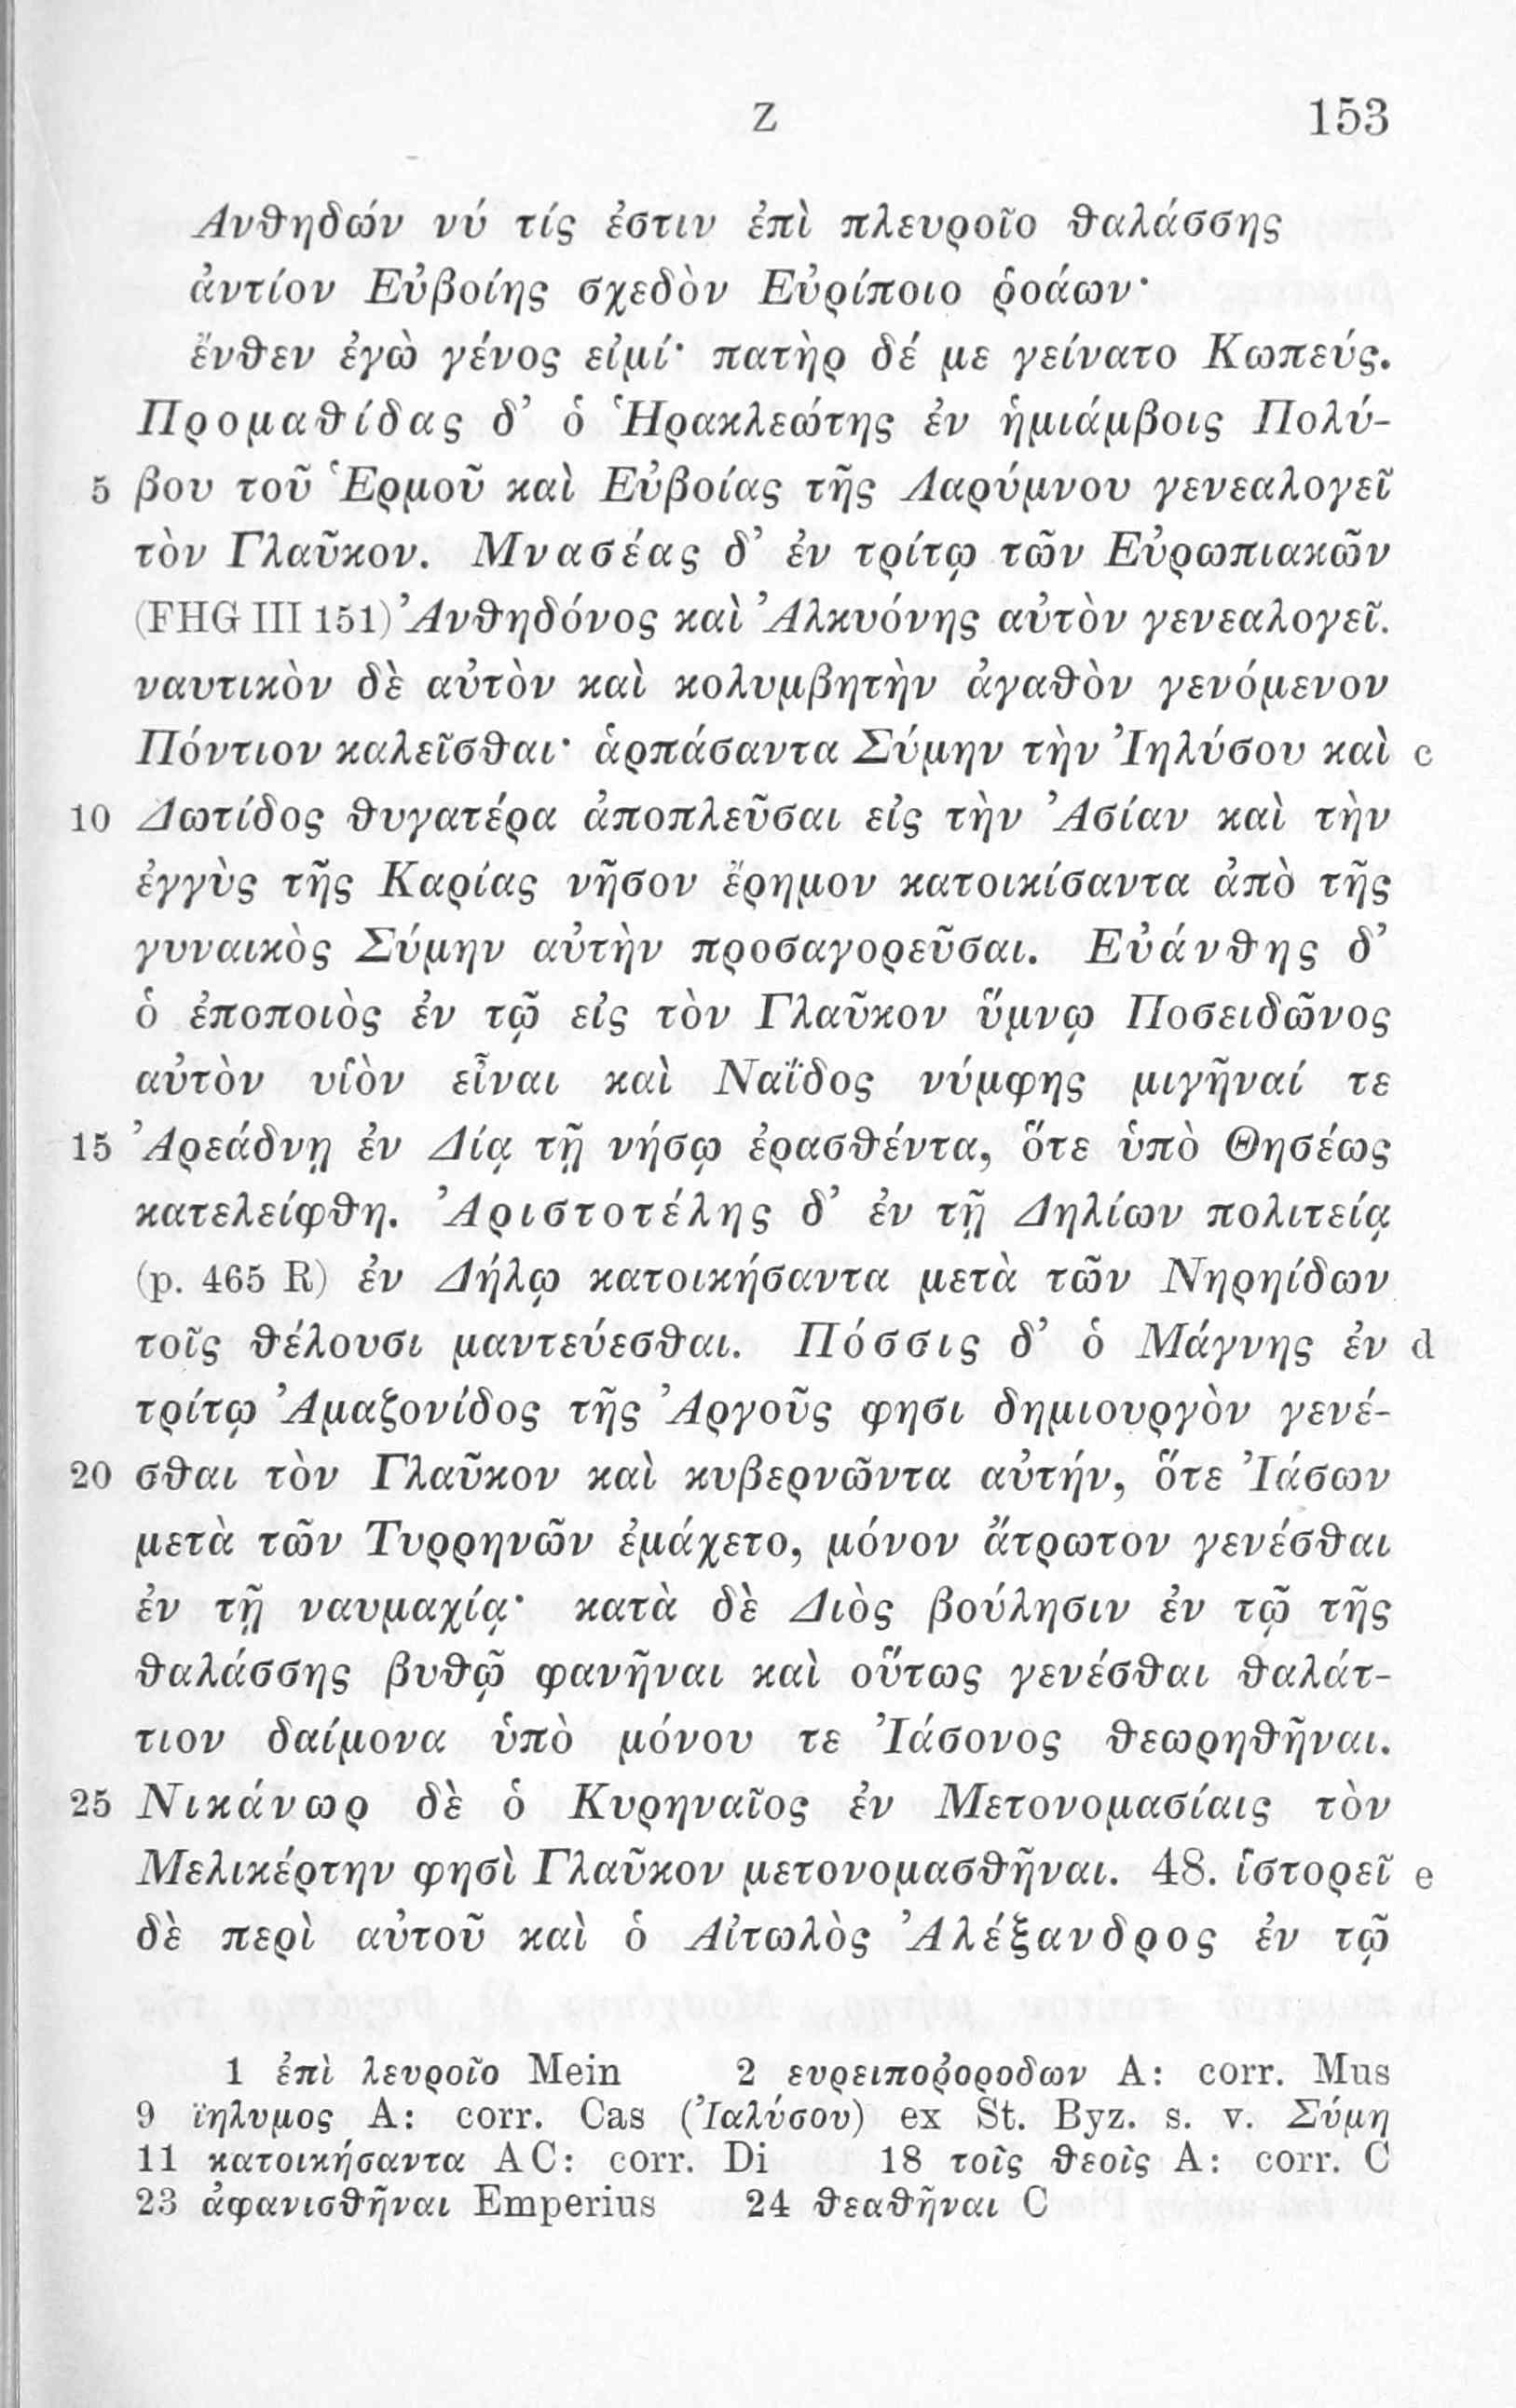 Z 153
Ἀνθηδών νύ τίς ἐστιν ἐπὶ πλευροῖο θαλάσσης
ἀντίον Εὐβοίης σχεδὸν Εὐρίποιο ῥοάων·
ἔνθεν ἐγὼ γένος εἰμί· πατὴρ δέ με γείνατο Κωπεύς.
Προμαθίδας δ’ ὁ Ἡρακλεώτης ἐν ἡμιάμβοις Πολύ-
5 βου τοῦ Ἑρμοῦ καὶ Εὐβοίας τῆς Λαρύμνου γενεαλογεῖ
τὸν Γλαῦκον. Μνασέας δ’ ἐν τρίτῳ τῶν Εὐρωπιακῶν
(FHG III 151) Ἀνθηδόνος καὶ Ἀλκυόνης αὐτὸν γενεαλογεῖ.
ναυτικὸν δὲ αὐτὸν καὶ κολυμβητὴν ἀγαθὸν γενόμενον
Πόντιον καλεῖσθαι· ἁρπάσαντα Σύμην τὴν Ἰηλύσου καὶ c
10 Δωτίδος θυγατέρα ἀποπλεῦσαι εἰς τὴν Ἀσίαν καὶ τὴν
ἐγγὺς τῆς Καρίας νῆσον ἔρημον κατοικίσαντα ἀπὸ τῆς
γυναικὸς Σύμην αὐτὴν προσαγορεῦσαι. Εὐάνθης δ’
ὁ ἐποποιὸς ἐν τῷ εἰς τὸν Γλαῦκον ὕμνῳ Ποσειδῶνος
αὐτὸν υἱὸν εἶναι καὶ Ναΐδος νύμφης μιγῆναί τε
15 Ἀρεάδνῃ ἐν Δίᾳ τῇ νήσῳ ἐρασθέντα, ὅτε ὑπὸ Θησέως
κατελείφθη. Ἀριστοτέλης δ’ ἐν τῇ Δηλίων πολιτείᾳ
(p. 465 R) ἐν Δήλῳ κατοικήσαντα μετὰ τῶν Νηρηίδων
τοῖς θέλουσι μαντεύεσθαι. Πόσσις δ’ ὁ Μάγνης ἐν d
τρίτῳ Ἀμαζονίδος τῆς Ἀργοῦς φησι δημιουργὸν γενέ-
20 σθαι τὸν Γλαῦκον καὶ κυβερνῶντα αὐτήν, ὅτε Ἰάσων
μετὰ τῶν Τυρρηνῶν ἐμάχετο, μόνον ἄτρωτον γενέσθαι
ἐν τῇ ναυμαχίᾳ· κατὰ δὲ Διὸς βούλησιν ἐν τῷ τῆς
θαλάσσης βυθῷ φανῆναι καὶ οὕτως γενέσθαι θαλάτ-
τιον δαίμονα ὑπὸ μόνου τε Ἰάσονος θεωρηθῆναι.
25 Νικάνωρ δὲ ὁ Κυρηναῖος ἐν Μετονομασίαις τὸν
Μελικέρτην φησὶ Γλαῦκον μετονομασθῆναι. 48. ἱστορεῖ e
δὲ περὶ αὐτοῦ καὶ ὁ Αἰτωλὸς Ἀλέξανδρος ἐν τῷ
1 ἐπὶ λευροῖο Mein 2 ευρειπορὁροδων A: corr. Mus
9 ϊηλυμος A: corr. Cas (Ἰαλύσου) ex St. Byz. s. v. Σύμη
11 κατοικήσαντα AC: corr. Di 18 τοῖς θεοῖς A: corr. C
23 ἀφανισθῆναι Emperius 24 θεαθῆναι C